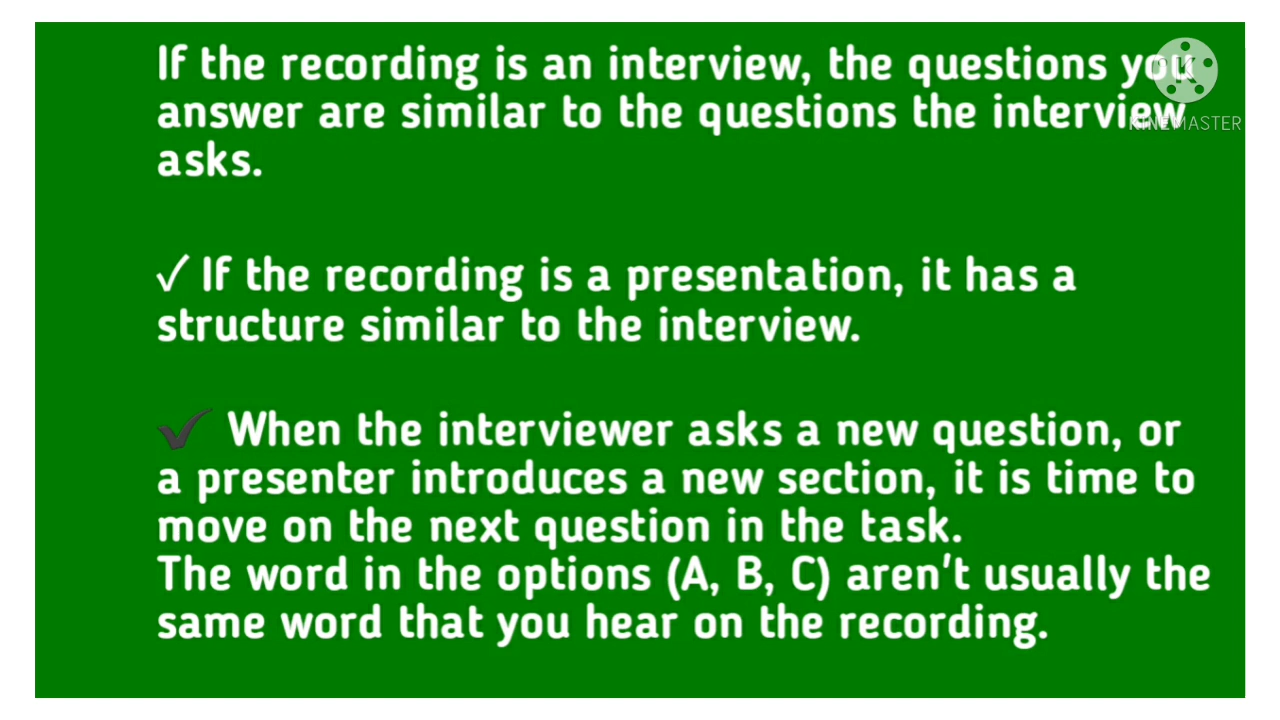 If the recording is an interview, the questions you
answer are similar to the questions the interview
asks.
✓ If the recording is a presentation, it has a
structure similar to the interview.
✔ When the interviewer asks a new question, or
a presenter introduces a new section, it is time to
move on the next question in the task.
The word in the options (A, B, C) aren't usually the
same word that you hear on the recording.
K
KINEMASTER